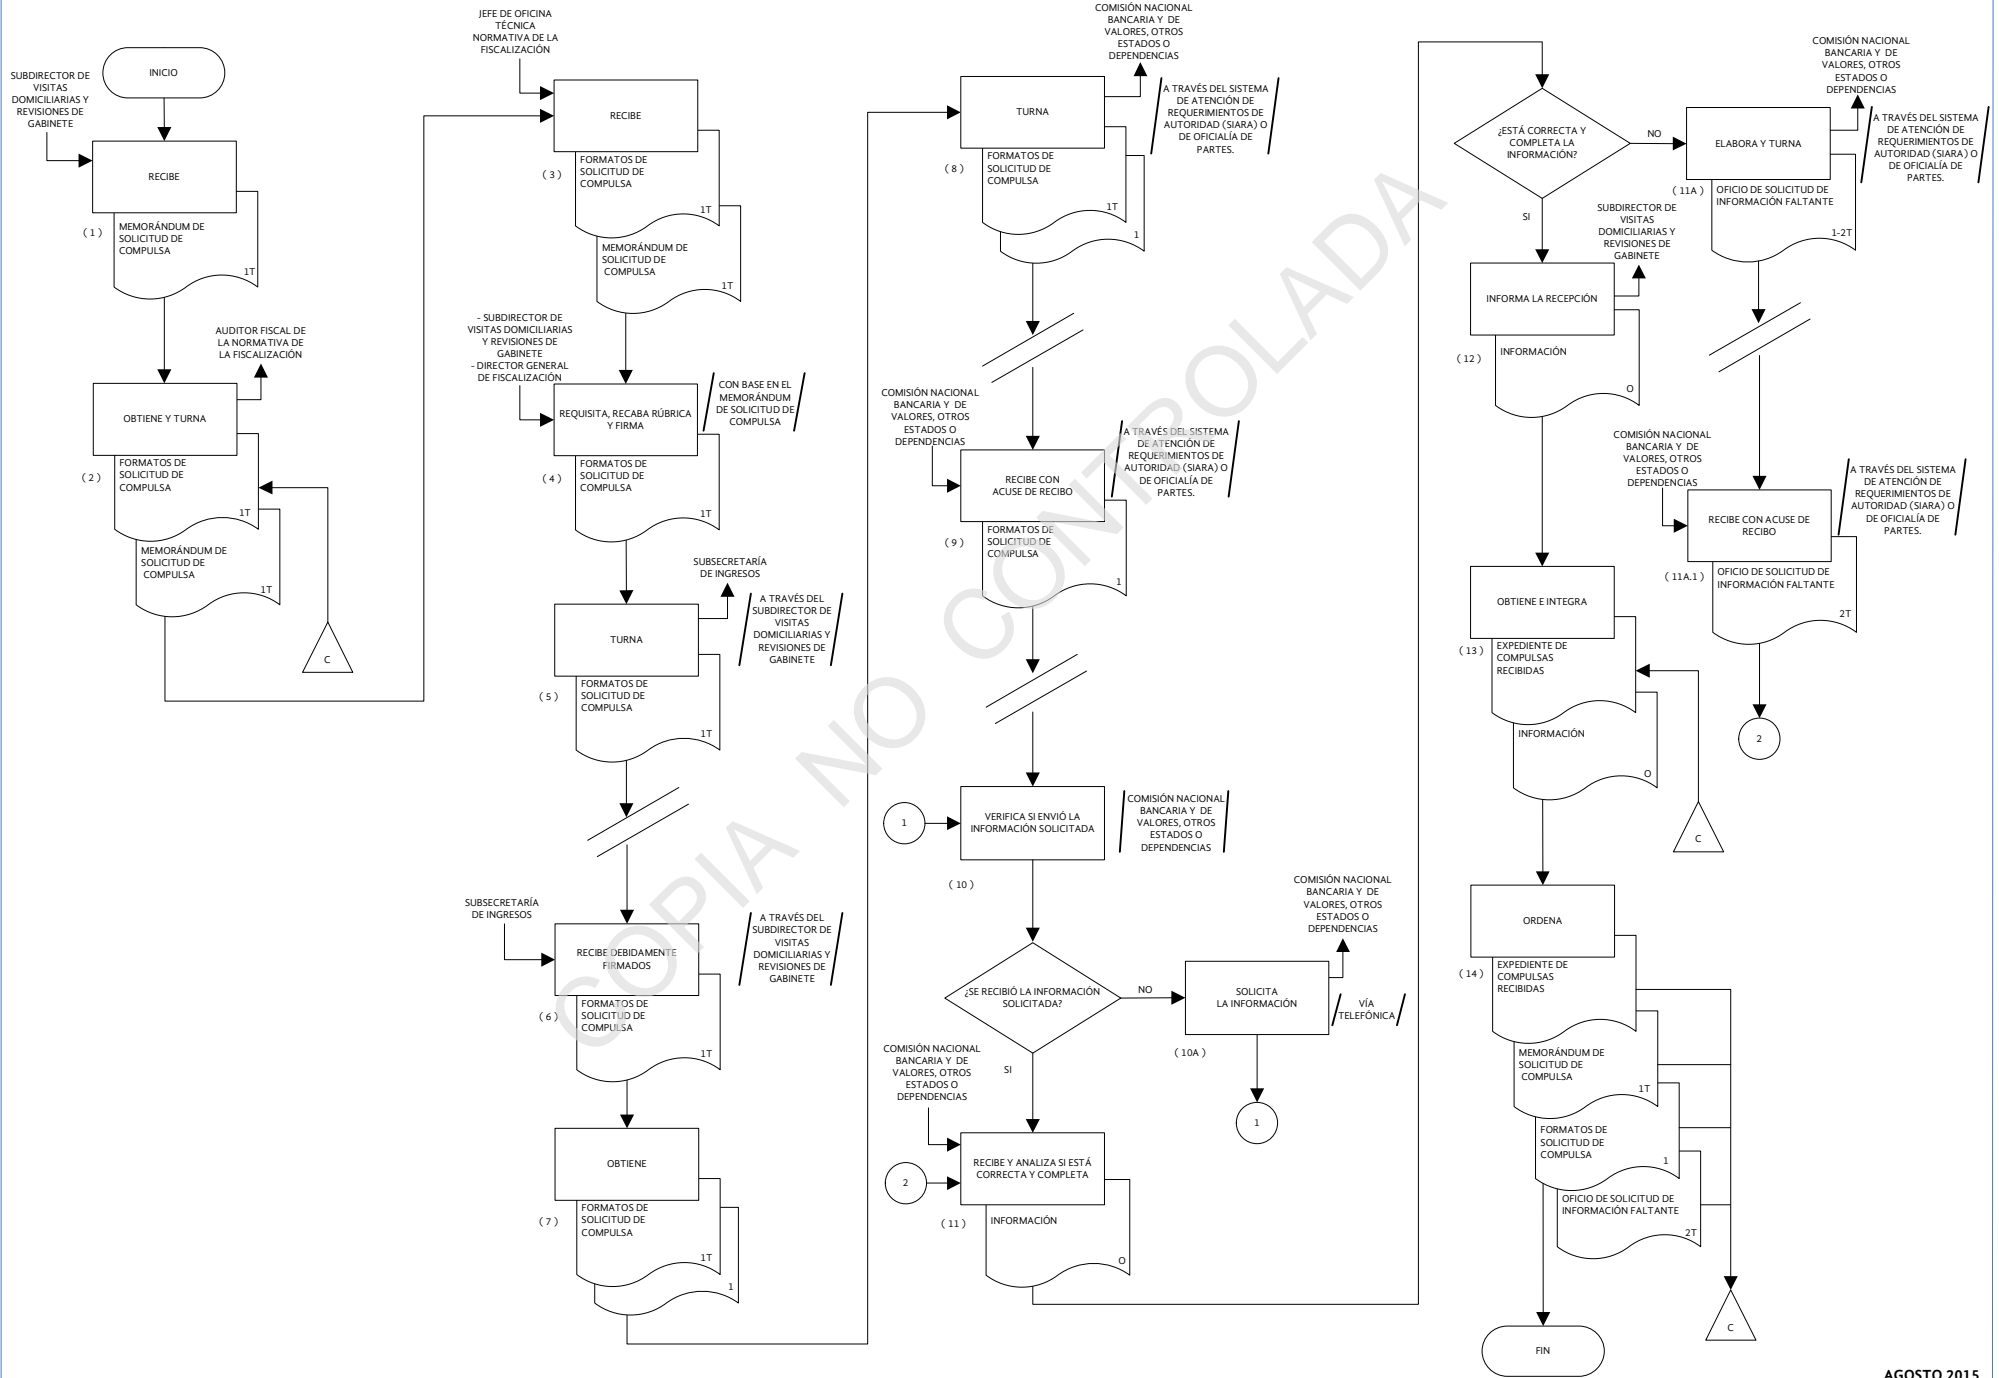 INICIO
SUBDIRECTOR DE
VISITAS
DOMICILIARIAS Y
REVISIONES DE
GABINETE
RECIBE
( 1 )
MEMORÁNDUM DE
SOLICITUD DE
COMPULSA
1T
AUDITOR FISCAL DE
LA NORMATIVA DE
LA FISCALIZACIÓN
OBTIENE Y TURNA
( 2 )
FORMATOS DE
SOLICITUD DE
COMPULSA
1T
MEMORÁNDUM DE
SOLICITUD DE
COMPULSA
1T
C
JEFE DE OFICINA
TÉCNICA
NORMATIVA DE LA
FISCALIZACIÓN
RECIBE
( 3 )
FORMATOS DE
SOLICITUD DE
COMPULSA
1T
MEMORÁNDUM DE
SOLICITUD DE
COMPULSA
1T
- SUBDIRECTOR DE
VISITAS DOMICILIARIAS
Y REVISIONES DE
GABINETE
- DIRECTOR GENERAL
DE FISCALIZACIÓN
REQUISITA, RECABA RÚBRICA
Y FIRMA
CON BASE EN EL
MEMORÁNDUM
DE SOLICITUD DE
COMPULSA
( 4 )
FORMATOS DE
SOLICITUD DE
COMPULSA
1T
SUBSECRETARÍA
DE INGRESOS
TURNA
A TRAVÉS DEL
SUBDIRECTOR DE
VISITAS
DOMICILIARIAS Y
REVISIONES DE
GABINETE
( 5 )
FORMATOS DE
SOLICITUD DE
COMPULSA
1T
SUBSECRETARÍA
DE INGRESOS
RECIBE DEBIDAMENTE
FIRMADOS
A TRAVÉS DEL
SUBDIRECTOR DE
VISITAS
DOMICILIARIAS Y
REVISIONES DE
GABINETE
( 6 )
FORMATOS DE
SOLICITUD DE
COMPULSA
1T
OBTIENE
( 7 )
FORMATOS DE
SOLICITUD DE
COMPULSA
1T
1
COMISIÓN NACIONAL
BANCARIA Y DE
VALORES, OTROS
ESTADOS O
DEPENDENCIAS
TURNA
A TRAVÉS DEL SISTEMA
DE ATENCIÓN DE
REQUERIMIENTOS DE
AUTORIDAD (SIARA) O
DE OFICIALÍA DE
PARTES.
( 8 )
FORMATOS DE
SOLICITUD DE
COMPULSA
1T
1
COMISIÓN NACIONAL
BANCARIA Y DE
VALORES, OTROS
ESTADOS O
DEPENDENCIAS
RECIBE CON
ACUSE DE RECIBO
A TRAVÉS DEL SISTEMA
DE ATENCIÓN DE
REQUERIMIENTOS DE
AUTORIDAD (SIARA) O
DE OFICIALÍA DE
PARTES.
( 9 )
FORMATOS DE
SOLICITUD DE
COMPULSA
1
1
VERIFICA SI ENVIÓ LA
INFORMACIÓN SOLICITADA
COMISIÓN NACIONAL
BANCARIA Y DE
VALORES, OTROS
ESTADOS O
DEPENDENCIAS
( 10 )
¿SE RECIBIÓ LA INFORMACIÓN
SOLICITADA?
NO
SI
COMISIÓN NACIONAL
BANCARIA Y DE
VALORES, OTROS
ESTADOS O
DEPENDENCIAS
SOLICITA
LA INFORMACIÓN
VÍA
TELEFÓNICA
( 10A )
1
COMISIÓN NACIONAL
BANCARIA Y DE
VALORES, OTROS
ESTADOS O
DEPENDENCIAS
2
RECIBE Y ANALIZA SI ESTÁ
CORRECTA Y COMPLETA
( 11 )
INFORMACIÓN
O
¿ESTÁ CORRECTA Y
COMPLETA LA
INFORMACIÓN?
NO
SI
COMISIÓN NACIONAL
BANCARIA Y DE
VALORES, OTROS
ESTADOS O
DEPENDENCIAS
ELABORA Y TURNA
A TRAVÉS DEL SISTEMA
DE ATENCIÓN DE
REQUERIMIENTOS DE
AUTORIDAD (SIARA) O
DE OFICIALÍA DE
PARTES.
( 11A )
OFICIO DE SOLICITUD DE
INFORMACIÓN FALTANTE
1-2T
COMISIÓN NACIONAL
BANCARIA Y DE
VALORES, OTROS
ESTADOS O
DEPENDENCIAS
RECIBE CON ACUSE DE
RECIBO
A TRAVÉS DEL SISTEMA
DE ATENCIÓN DE
REQUERIMIENTOS DE
AUTORIDAD (SIARA) O
DE OFICIALÍA DE
PARTES.
( 11A.1 )
OFICIO DE SOLICITUD DE
INFORMACIÓN FALTANTE
2T
2
SUBDIRECTOR DE
VISITAS
DOMICILIARIAS Y
REVISIONES DE
GABINETE
INFORMA LA RECEPCIÓN
( 12 )
INFORMACIÓN
O
OBTIENE E INTEGRA
( 13 )
EXPEDIENTE DE
COMPULSAS
RECIBIDAS
INFORMACIÓN
O
C
ORDENA
( 14 )
EXPEDIENTE DE
COMPULSAS
RECIBIDAS
MEMORÁNDUM DE
SOLICITUD DE
COMPULSA
1T
FORMATOS DE
SOLICITUD DE
COMPULSA
1
OFICIO DE SOLICITUD DE
INFORMACIÓN FALTANTE
2T
C
FIN
COPIA NO CONTROLADA
AGOSTO 2015